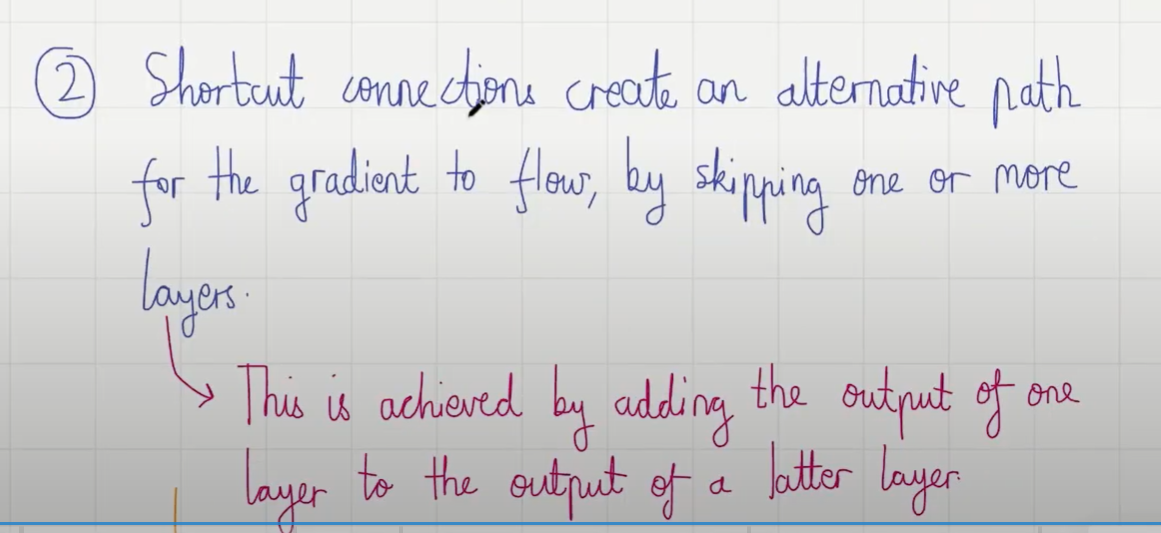 ② Shortcut connections create an alternative path
for the gradient to flow, by skipping one or more
layers.
This is achieved by adding the output of one
layer to the output of a latter layer.